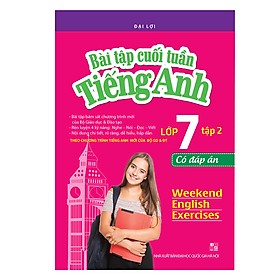 ĐẠI LỢI
Bài tập cuối tuần
Tiếng Anh
- Bài tập bám sát chương trình mới
của Bộ Giáo dục & Đào tạo
- Rèn luyện 4 kỹ năng: Nghe - Nói - Đọc - Viết
- Nội dung chi tiết, rõ ràng, dễ hiểu, hấp dẫn
LỚP 7 tập 2
THEO CHƯƠNG TRÌNH TIẾNG ANH MỚI CỦA BỘ GD & ĐT
Có đáp án
Weekend
English
Exercises
NHÀ XUẤT BẢN ĐẠI HỌC QUỐC GIA HÀ NỘI